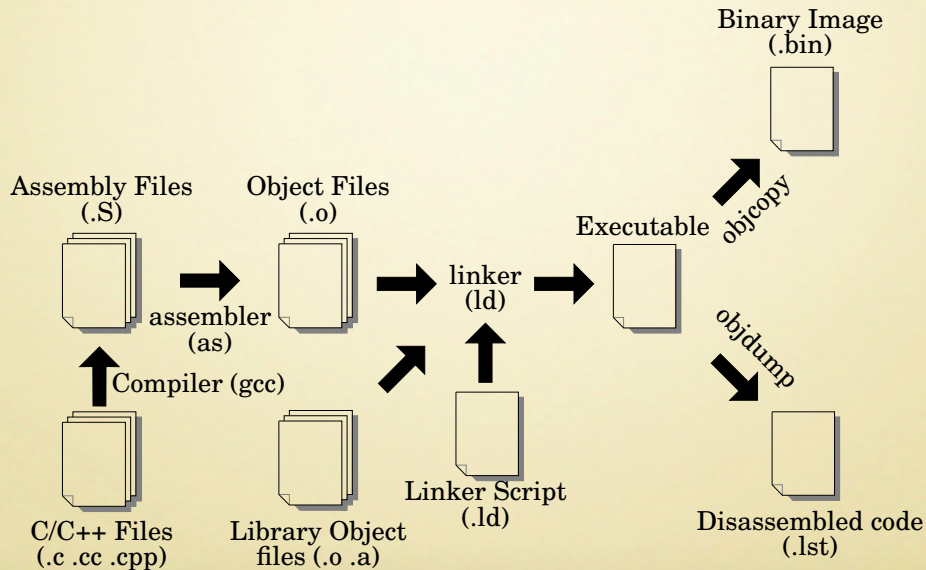 Binary Image
(.bin)
objcopy
Assembly Files
(.S)
Object Files
(.o)
Executable
linker
(ld)
assembler
(as)
objdump
Compiler (gcc)
Linker Script
(.ld)
C/C++ Files
(.c .cc .cpp)
Library Object
files (.o .a)
Disassembled code
(.lst)